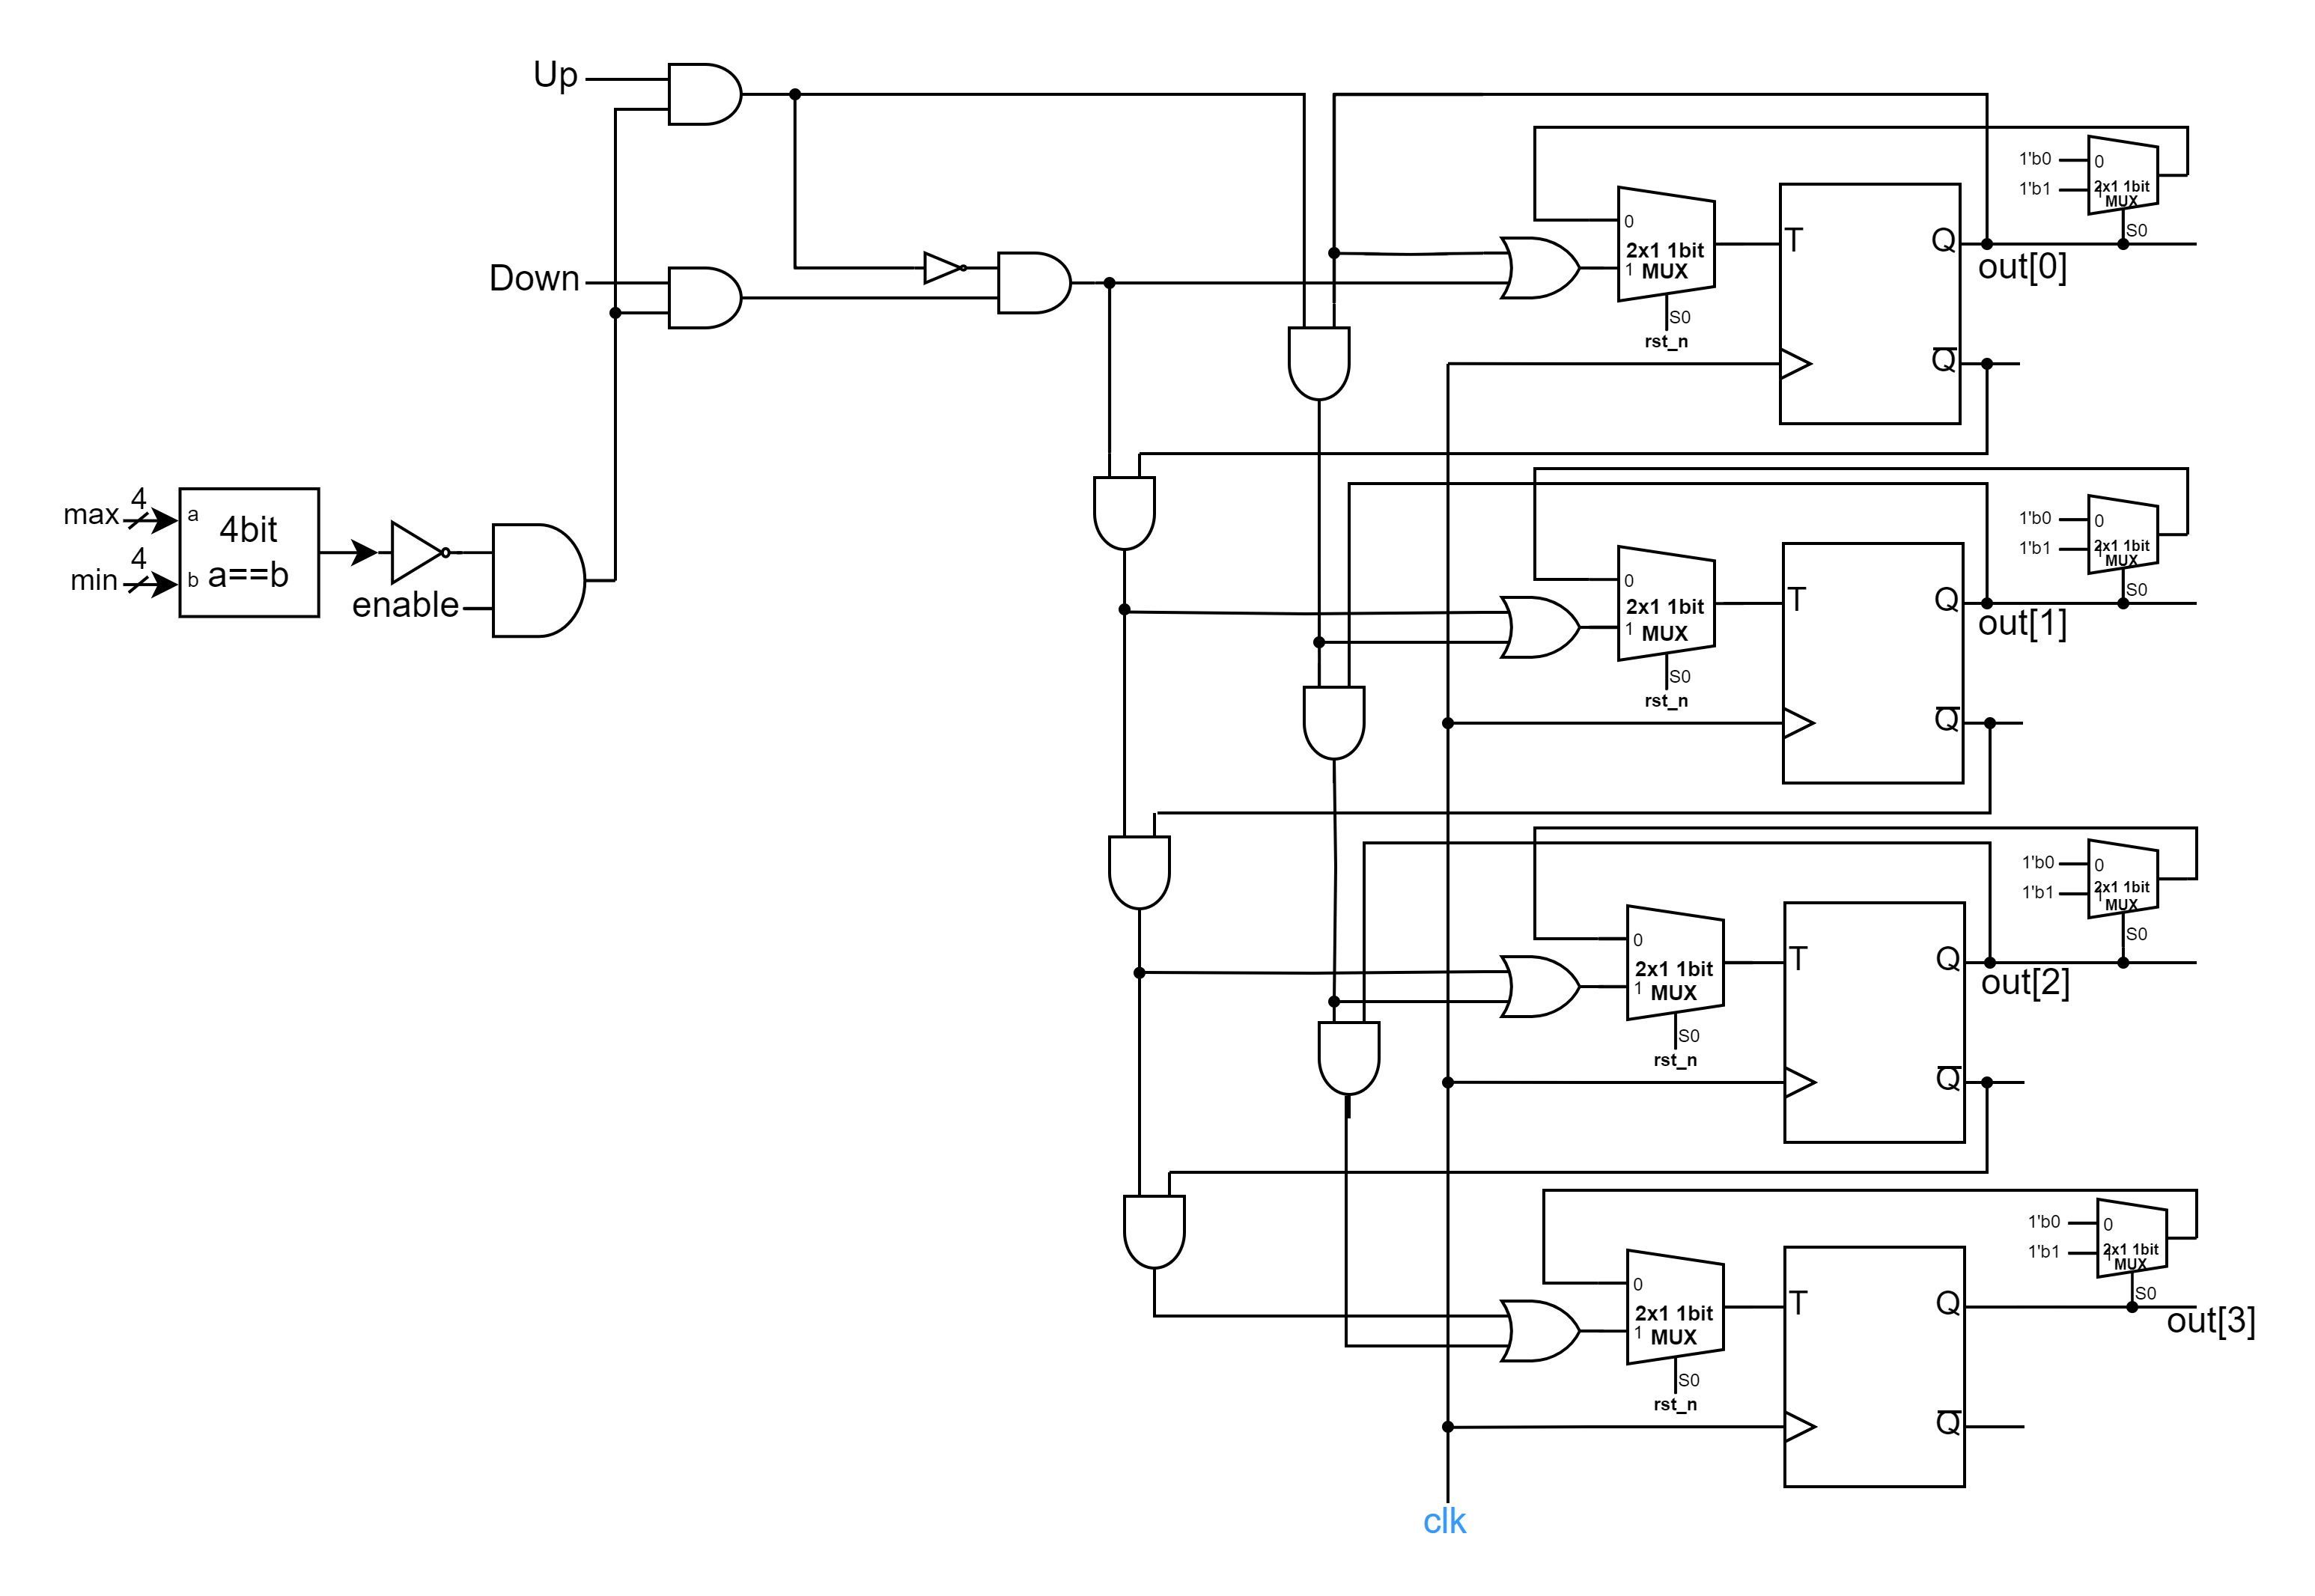 Up
Down
max
4
a
4bit
a==b
min
4
b
enable
0
2x1 1bit
1 MUX
S0
rst_n
T
Q
Q
out[0]
1'b0
0
1'b1
1
2x1 1bit
MUX
S0
0
2x1 1bit
1
MUX
S0
rst_n
T
Q
Q
out[1]
1'b0
0
1'b1
1
2x1 1bit
MUX
S0
0
2x1 1bit
1
MUX
S0
rst_n
T
Q
Q
out[2]
1'b0
0
1'b1
1
2x1 1bit
MUX
S0
0
2x1 1bit
1
MUX
S0
rst_n
T
Q
Q
out[3]
1'b0
0
1'b1
1
2x1 1bit
MUX
S0
clk